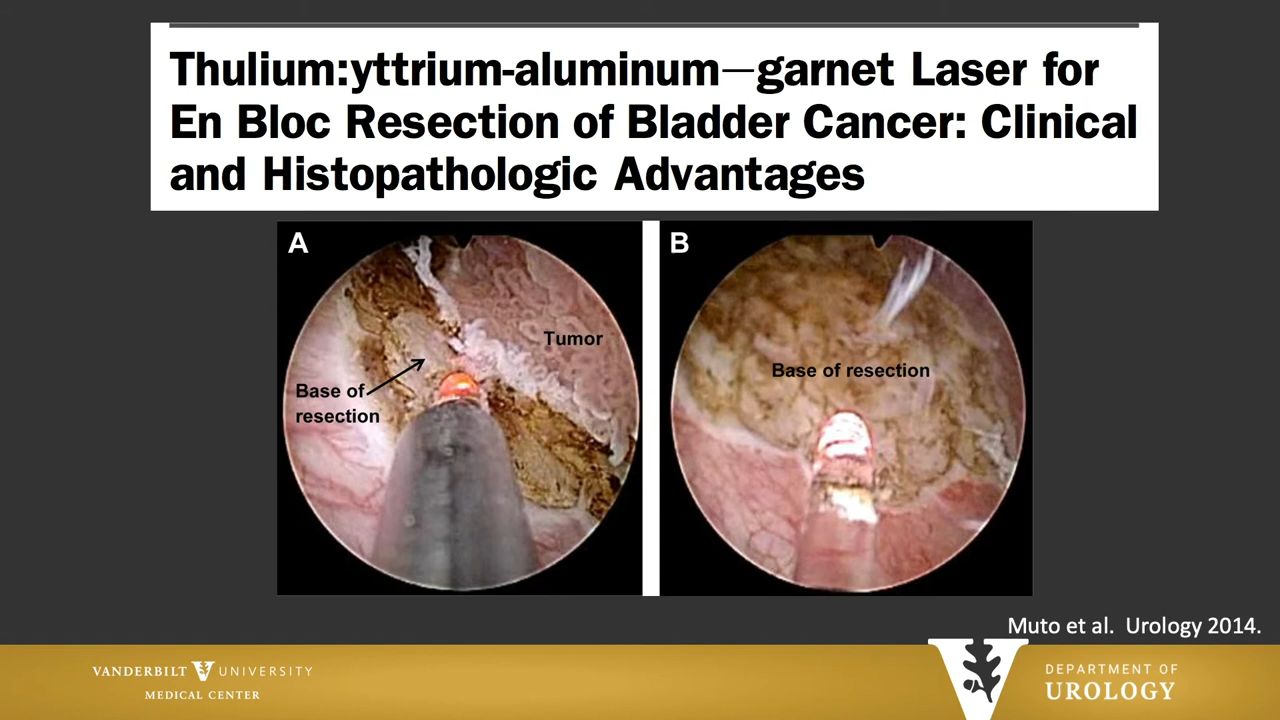 Thulium:yttrium-aluminum—garnet Laser for
En Bloc Resection of Bladder Cancer: Clinical
and Histopathologic Advantages
A
Tumor
Base of
resection
B
Base of resection
Muto et al. Urology 2014.
VANDERBILT V UNIVERSITY
MEDICAL CENTER
V
DEPARTMENT OF
UROLOGY